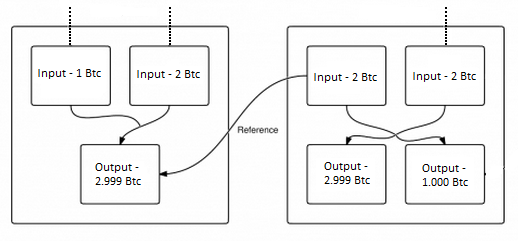 Input - 1 Btc
Input - 2 Btc
Output -
2.999 Btc
Reference
Input - 2 Btc
Input - 2 Btc
Output -
2.999 Btc
Output -
1.000 Btc